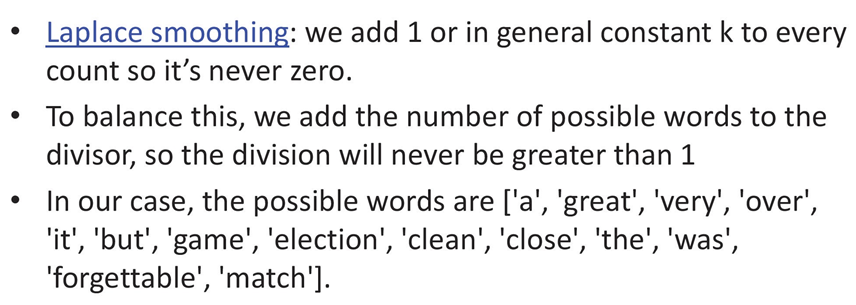 • Laplace smoothing: we add 1 or in general constant k to every
count so it’s never zero.
• To balance this, we add the number of possible words to the
divisor, so the division will never be greater than 1
• In our case, the possible words are ['a', 'great', 'very', 'over',
'it', 'but', 'game', 'election', 'clean', 'close', 'the', 'was',
'forgettable', 'match'].